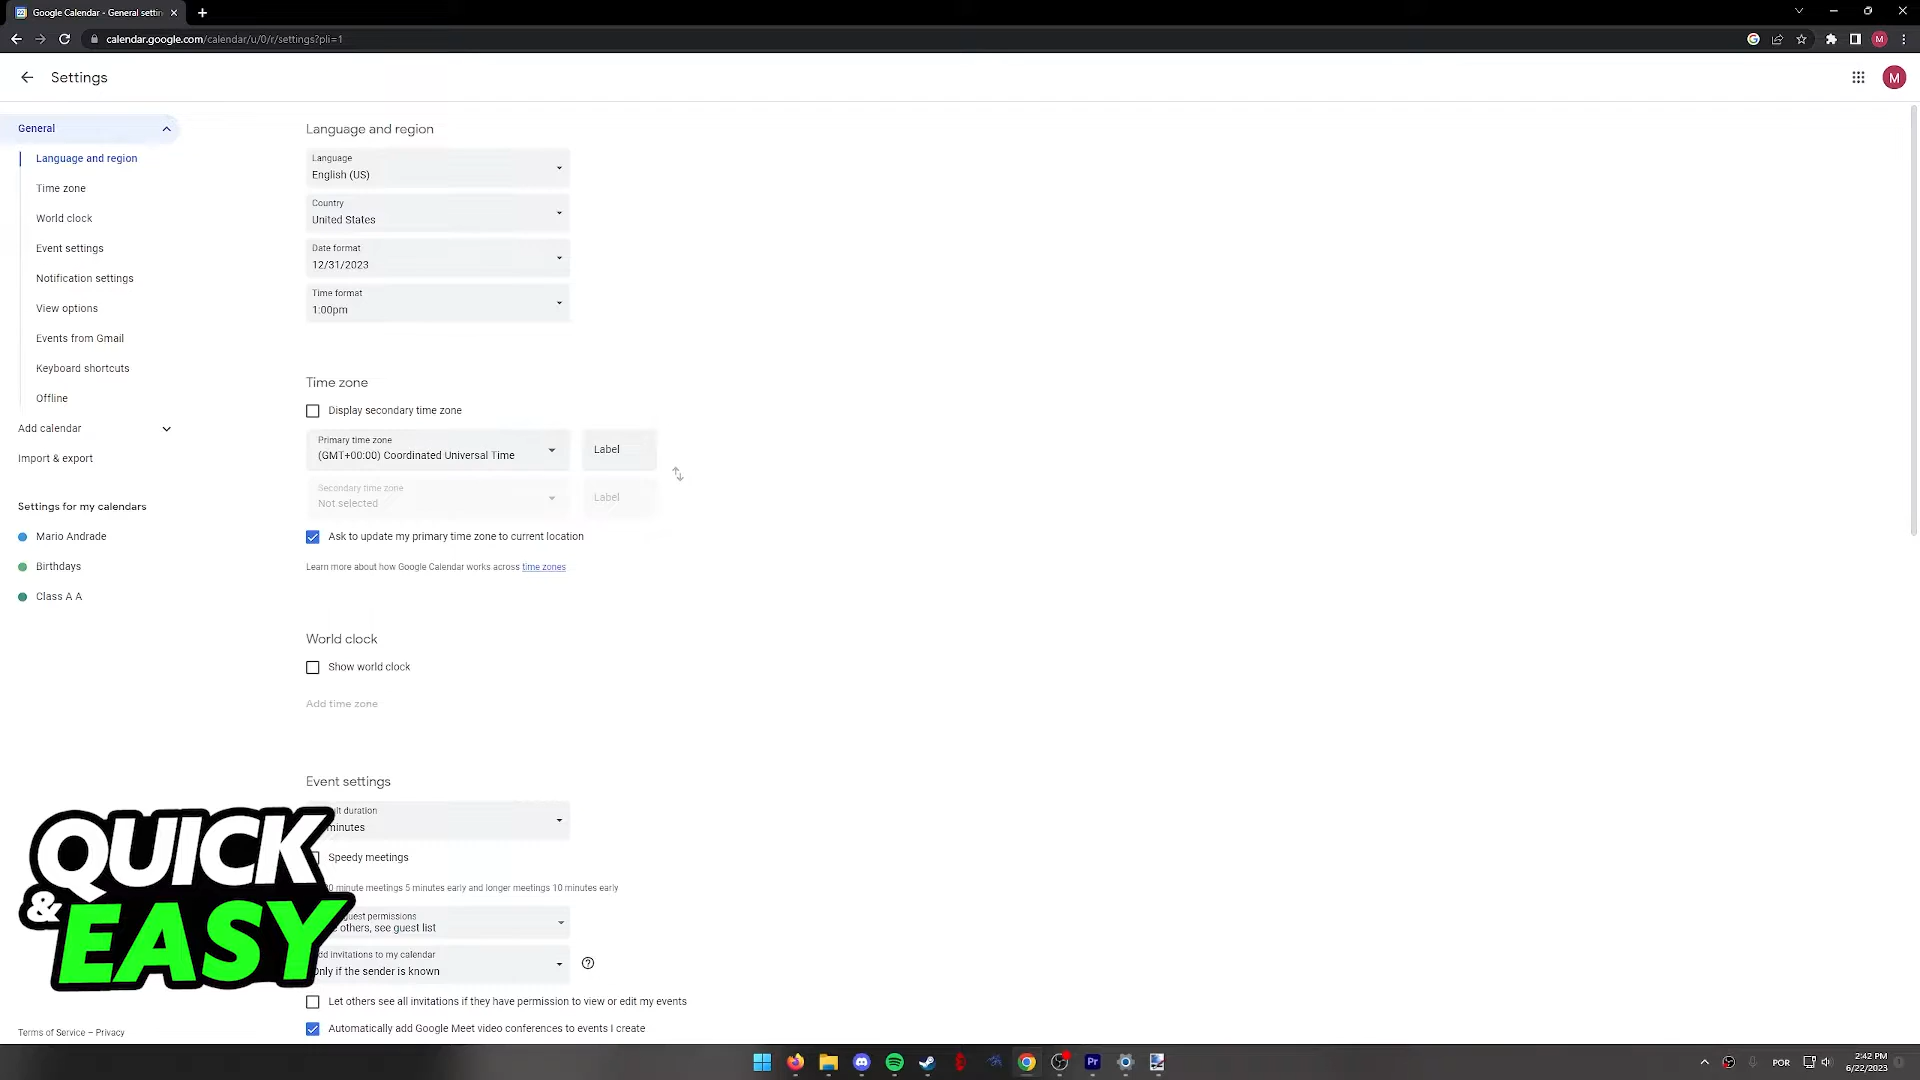 Google Calendar - General settin
calendar.google.com/calendar/u/0/r/settings?pli=1
M
Settings
M
General
Language and region
Time zone
World clock
Event settings
Notification settings
View options
Events from Gmail
Keyboard shortcuts
Offline
Add calendar
Import & export
Settings for my calendars
Mario Andrade
Birthdays
Class A A
Terms of Service – Privacy
Language and region
Language
English (US)
Country
United States
Date format
12/31/2023
Time format
1:00pm
Time zone
Display secondary time zone
Primary time zone
(GMT+00:00) Coordinated Universal Time
Label
Secondary time zone
Not selected
Label
Ask to update my primary time zone to current location
Learn more about how Google Calendar works across time zones
World clock
Show world clock
Add time zone
Event settings
duration
minutes
Speedy meetings
minute meetings 5 minutes early and longer meetings 10 minutes early
guest permissions
others, see guest list
invitations to my calendar
Only if the sender is known
Let others see all invitations if they have permission to view or edit my events
Automatically add Google Meet video conferences to events I create
QUICK
& EASY
Pr
POR
2:42 PM
6/22/2023